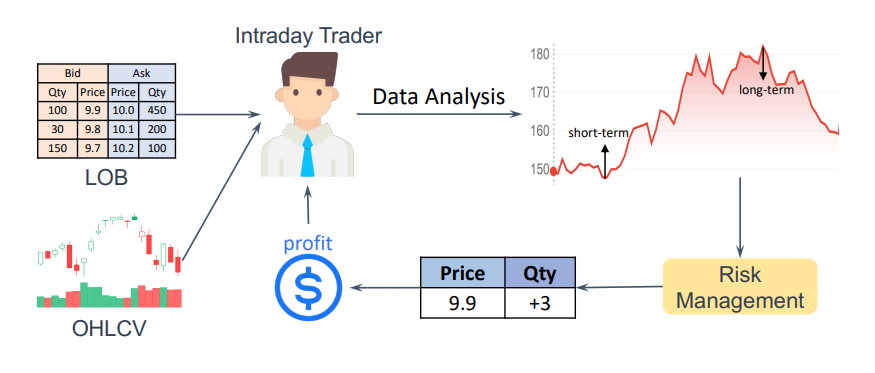 Intraday Trader
Bid Ask
Qty Price Price Qty
100 9.9 10.0 450
30 9.8 10.1 200
150 9.7 10.2 100
LOB
OHLCV
Data Analysis
180
170
160
150
short-term
long-term
Risk
Management
Price Qty
9.9 +3
profit
$